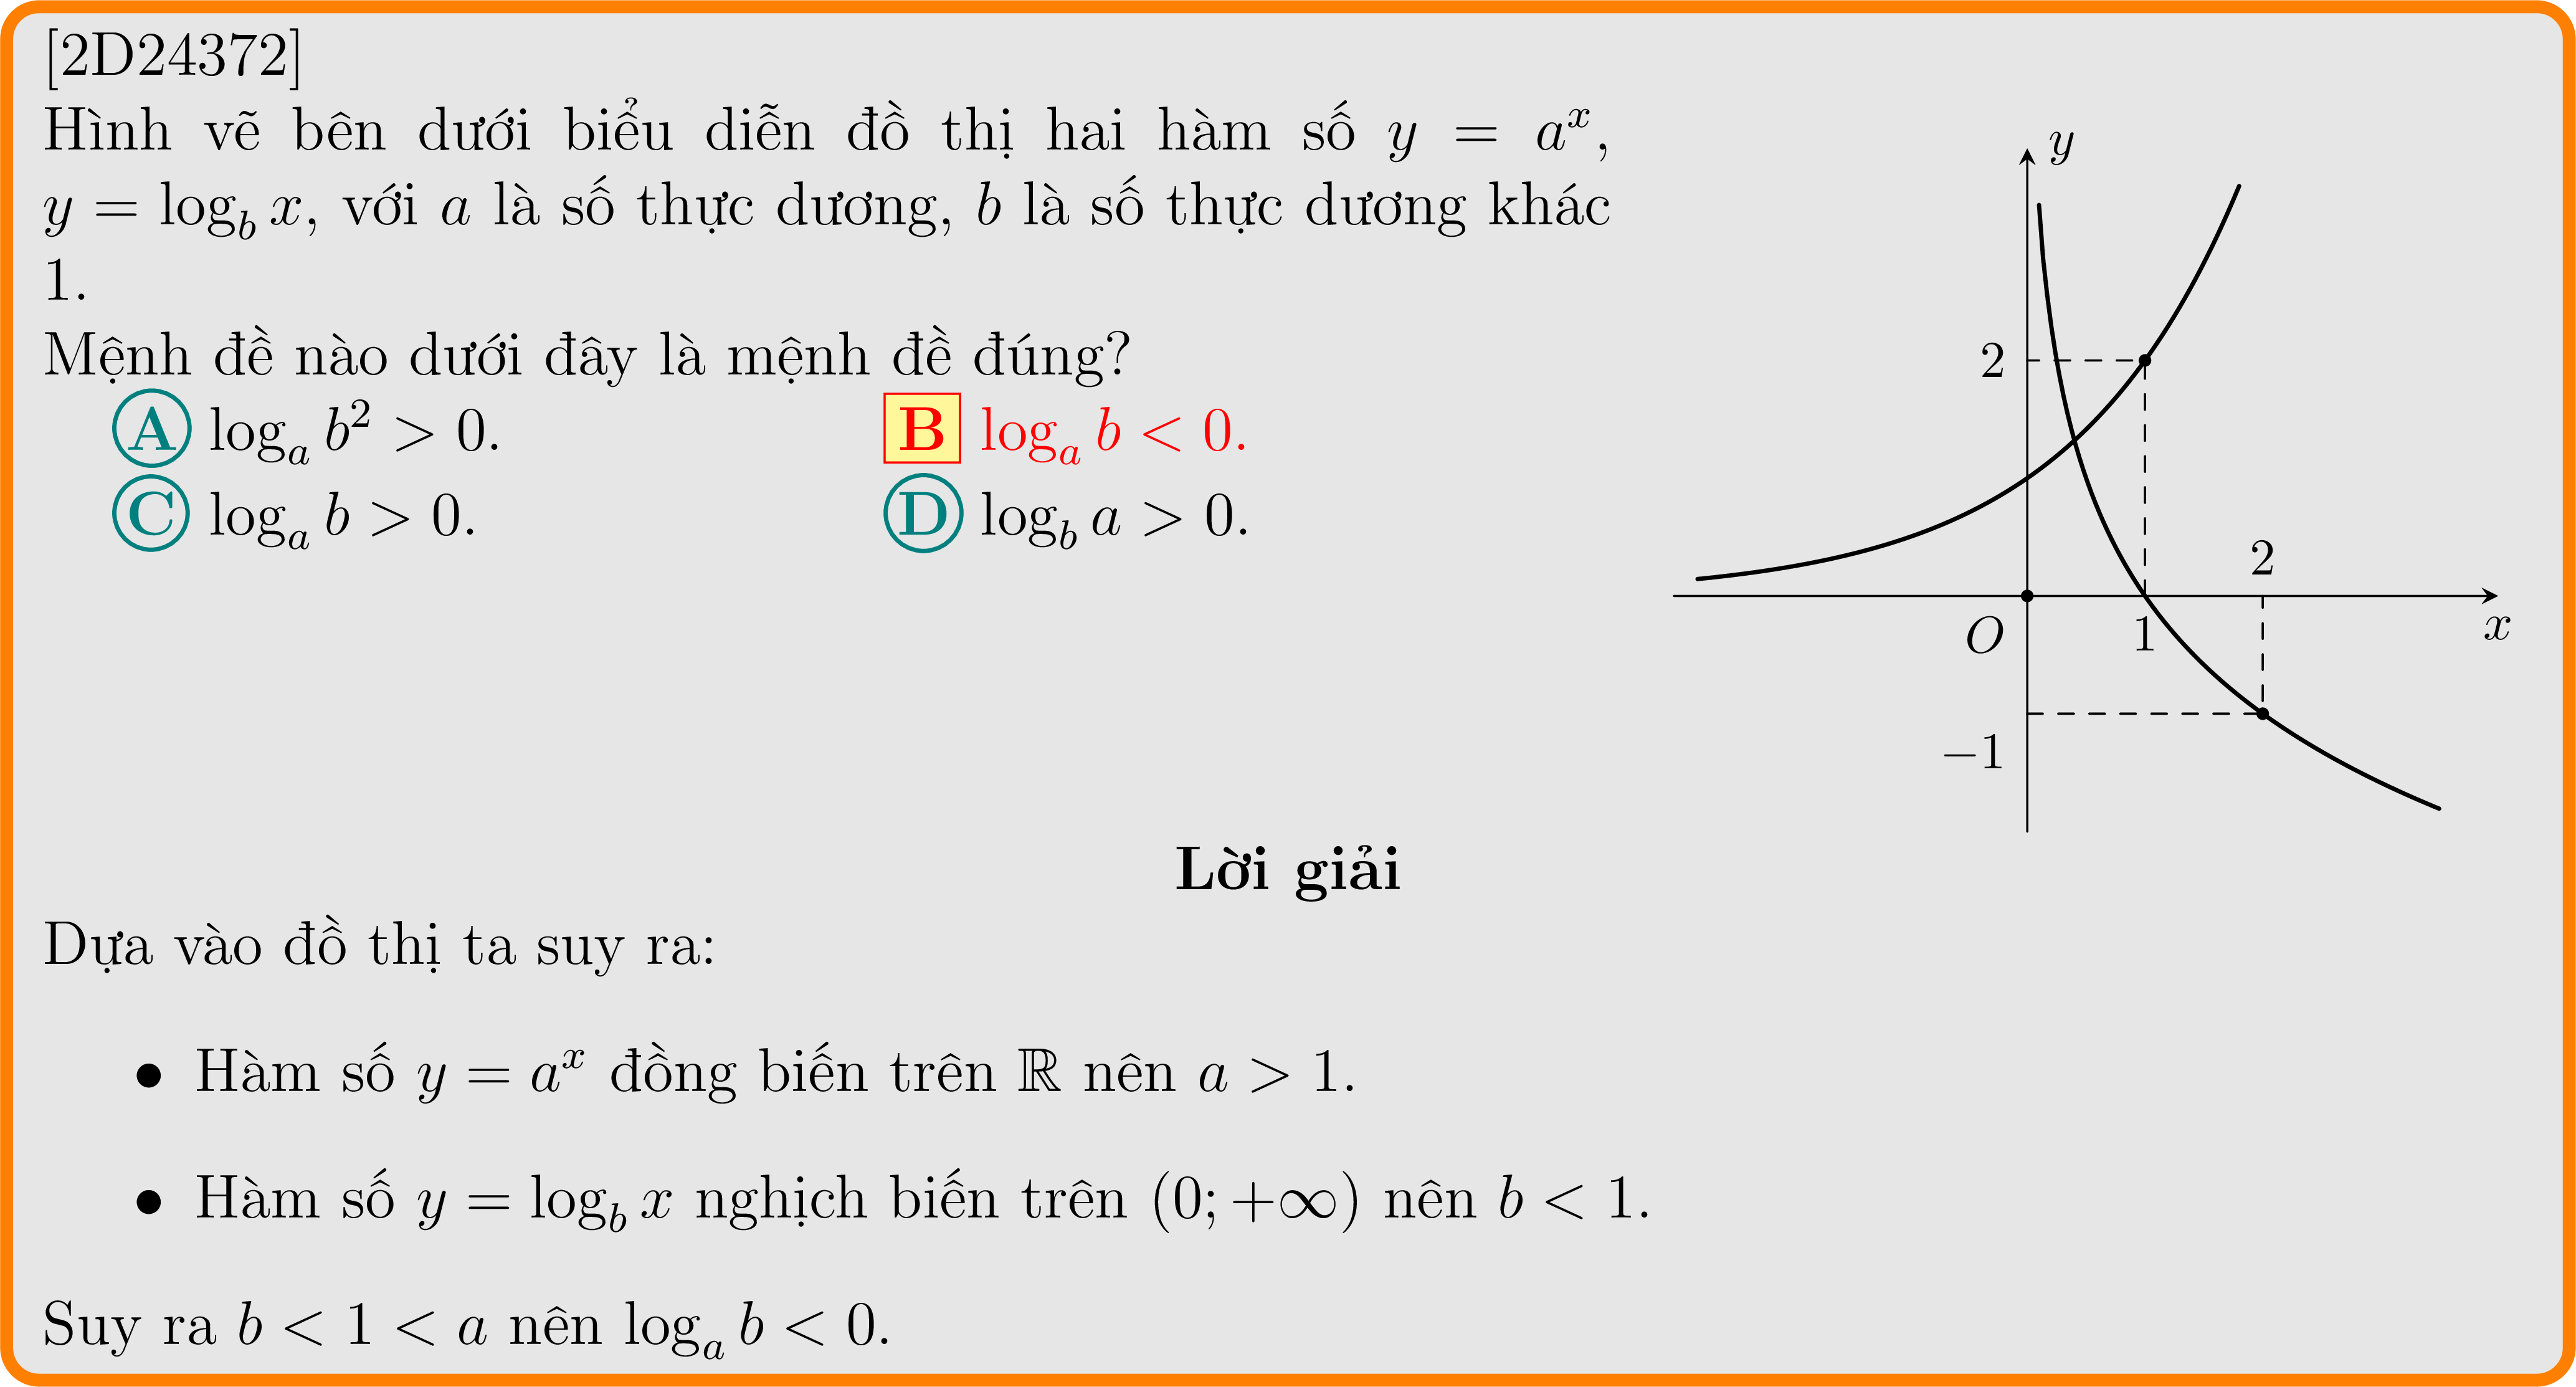 [2D24372]
Hình vẽ bên dưới biểu diễn đồ thị hai hàm số y = a^x,
y = log_b x, với a là số thực dương, b là số thực dương khác
1.
Mệnh đề nào dưới đây là mệnh đề đúng?
A log_a b^2 > 0.
B log_a b < 0.
C log_a b > 0.
D log_b a > 0.
y
2
2
O
1
x
−1
Lời giải
Dựa vào đồ thị ta suy ra:
• Hàm số y = a^x đồng biến trên ℝ nên a > 1.
• Hàm số y = log_b x nghịch biến trên (0; +∞) nên b < 1.
Suy ra b < 1 < a nên log_a b < 0.